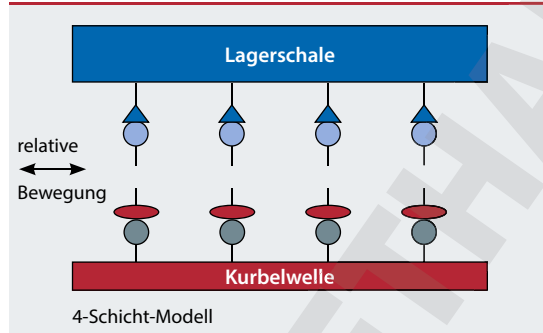 Lagerschale
relative
Bewegung
Kurbelwelle
4-Schicht-Modell